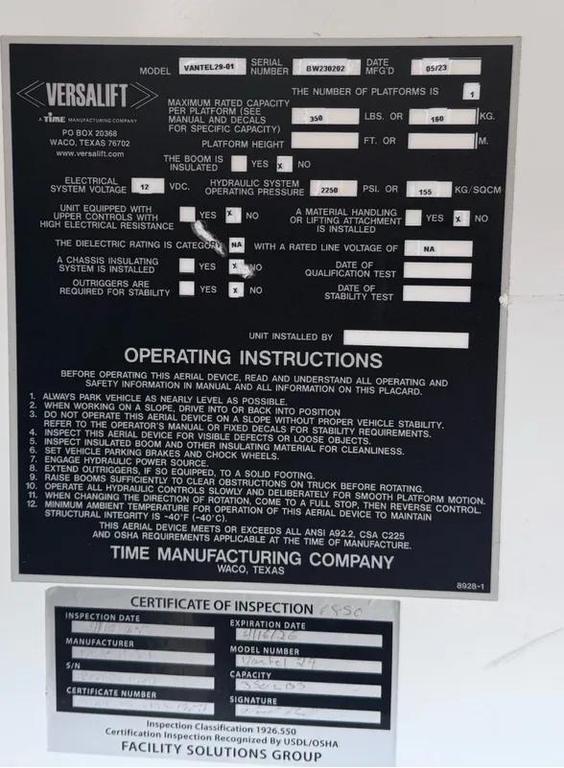 MODEL VANTEL29-01 SERIAL NUMBER BW230202 DATE MFG'D 05/23
VERSALIFT
A TIME MANUFACTURING COMPANY
PO BOX 20368
WACO, TEXAS 76702
www.versalift.com
THE NUMBER OF PLATFORMS IS 1
MAXIMUM RATED CAPACITY
PER PLATFORM (SEE
MANUAL AND DECALS
FOR SPECIFIC CAPACITY) 350 LBS. OR 160 KG.
PLATFORM HEIGHT FT. OR M.
THE BOOM IS
INSULATED YES X NO
ELECTRICAL
SYSTEM VOLTAGE 12 VDC. HYDRAULIC SYSTEM
OPERATING PRESSURE 2250 PSI. OR 155 KG/SQCM
UNIT EQUIPPED WITH
UPPER CONTROLS WITH
HIGH ELECTRICAL RESISTANCE YES X NO
A MATERIAL HANDLING
OR LIFTING ATTACHMENT
IS INSTALLED YES X NO
THE DIELECTRIC RATING IS CATEGORY NA WITH A RATED LINE VOLTAGE OF NA
A CHASSIS INSULATING
SYSTEM IS INSTALLED YES X NO
DATE OF
QUALIFICATION TEST
OUTRIGGERS ARE
REQUIRED FOR STABILITY YES X NO
DATE OF
STABILITY TEST
UNIT INSTALLED BY
OPERATING INSTRUCTIONS
BEFORE OPERATING THIS AERIAL DEVICE, READ AND UNDERSTAND ALL OPERATING AND
SAFETY INFORMATION IN MANUAL AND ALL INFORMATION ON THIS PLACARD.
1. ALWAYS PARK VEHICLE AS NEARLY LEVEL AS POSSIBLE.
2. WHEN WORKING ON A SLOPE, DRIVE INTO OR BACK INTO POSITION
3. DO NOT OPERATE THIS AERIAL DEVICE ON A SLOPE WITHOUT PROPER VEHICLE STABILITY.
REFER TO THE OPERATOR'S MANUAL OR FIXED DECALS FOR STABILITY REQUIREMENTS.
4. INSPECT THIS AERIAL DEVICE FOR VISIBLE DEFECTS OR LOOSE OBJECTS.
5. INSPECT INSULATED BOOM AND OTHER INSULATING MATERIAL FOR CLEANLINESS.
6. SET VEHICLE PARKING BRAKES AND CHOCK WHEELS.
7. ENGAGE HYDRAULIC POWER SOURCE.
8. EXTEND OUTRIGGERS, IF SO EQUIPPED, TO A SOLID FOOTING.
9. RAISE BOOMS SUFFICIENTLY TO CLEAR OBSTRUCTIONS ON TRUCK BEFORE ROTATING.
10. OPERATE ALL HYDRAULIC CONTROLS SLOWLY AND DELIBERATELY FOR SMOOTH PLATFORM MOTION.
11. WHEN CHANGING THE DIRECTION OF ROTATION, COME TO A FULL STOP, THEN REVERSE CONTROL.
12. MINIMUM AMBIENT TEMPERATURE FOR OPERATION OF THIS AERIAL DEVICE TO MAINTAIN
STRUCTURAL INTEGRITY IS -40°F (-40°C).
THIS AERIAL DEVICE MEETS OR EXCEEDS ALL ANSI A92.2, CSA C225
AND OSHA REQUIREMENTS APPLICABLE AT THE TIME OF MANUFACTURE.
TIME MANUFACTURING COMPANY
WACO, TEXAS
8928-1
CERTIFICATE OF INSPECTION
INSPECTION DATE
EXPIRATION DATE
MANUFACTURER
MODEL NUMBER
Vantel 29
S/N
CAPACITY
CERTIFICATE NUMBER
SIGNATURE
Inspection Classification 1926.550
Certification Inspection Recognized By USDL/OSHA
FACILITY SOLUTIONS GROUP